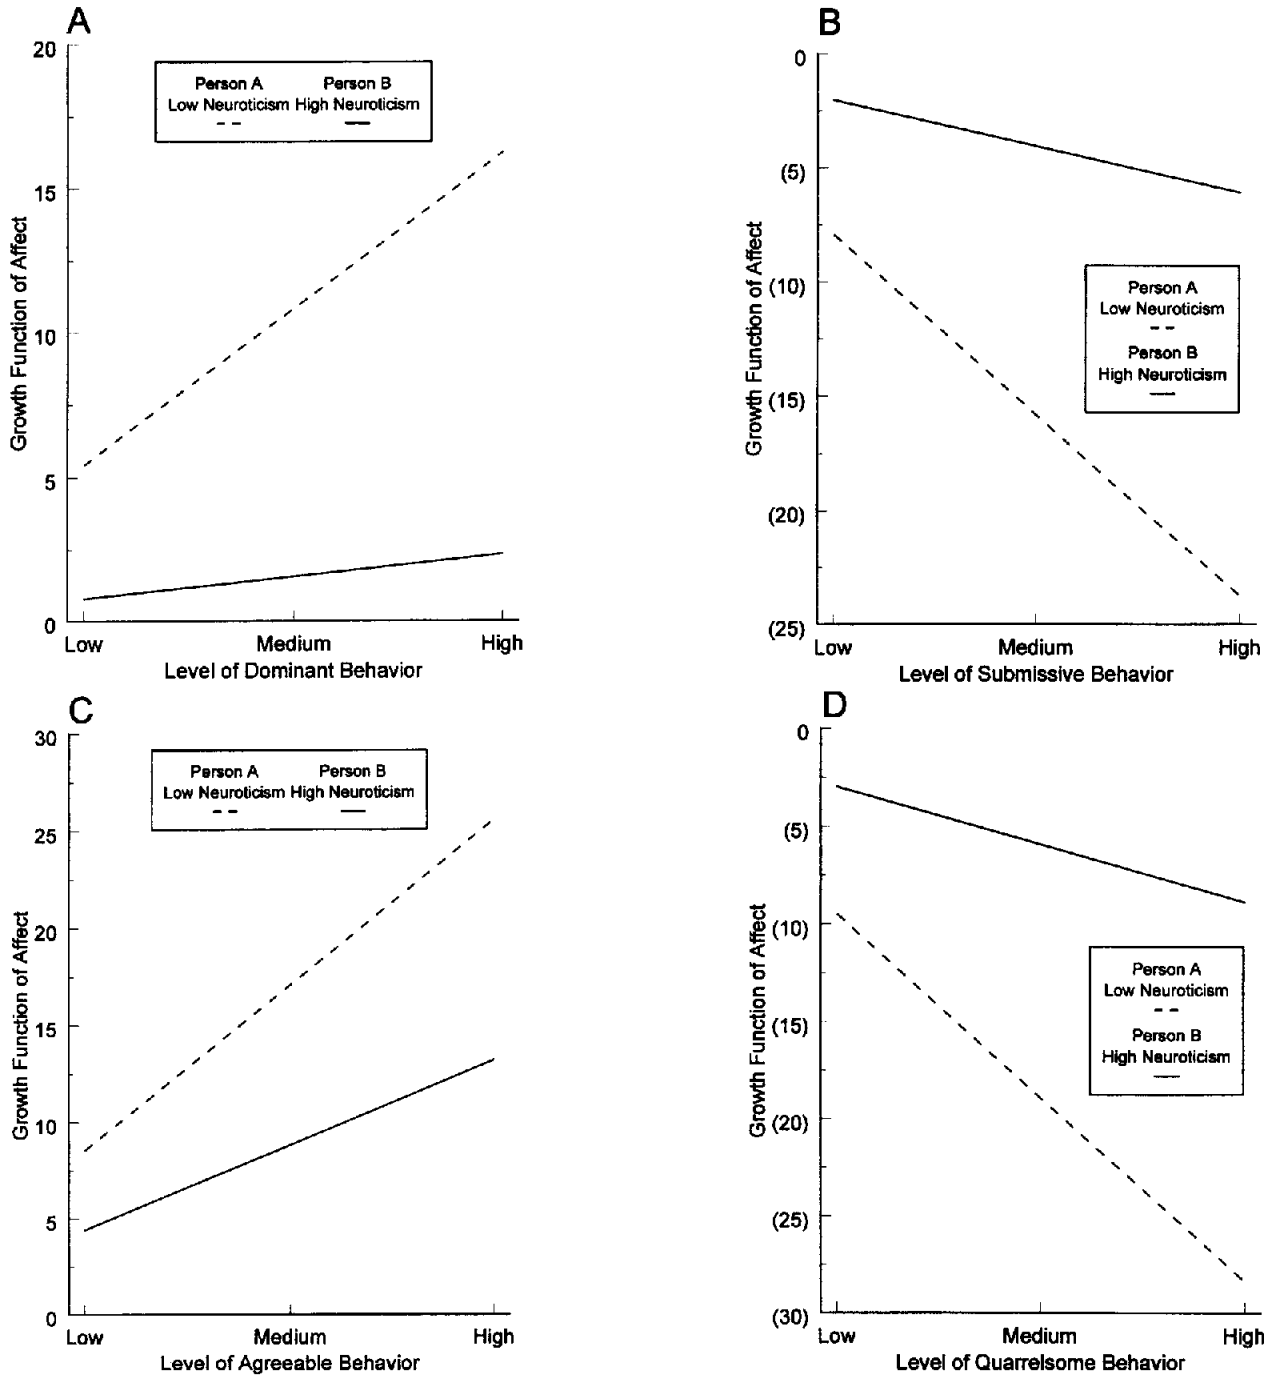 A
20
15
10
5
0
Growth Function of Affect
Person A Person B
Low Neuroticism High Neuroticism
Low Medium High
Level of Dominant Behavior
B
0
(5)
(10)
(15)
(20)
(25)
Growth Function of Affect
Person A
Low Neuroticism
Person B
High Neuroticism
Low Medium High
Level of Submissive Behavior
C
30
25
20
15
10
5
0
Growth Function of Affect
Person A Person B
Low Neuroticism High Neuroticism
Low Medium High
Level of Agreeable Behavior
D
0
(5)
(10)
(15)
(20)
(25)
(30)
Growth Function of Affect
Person A
Low Neuroticism
Person B
High Neuroticism
Low Medium High
Level of Quarrelsome Behavior